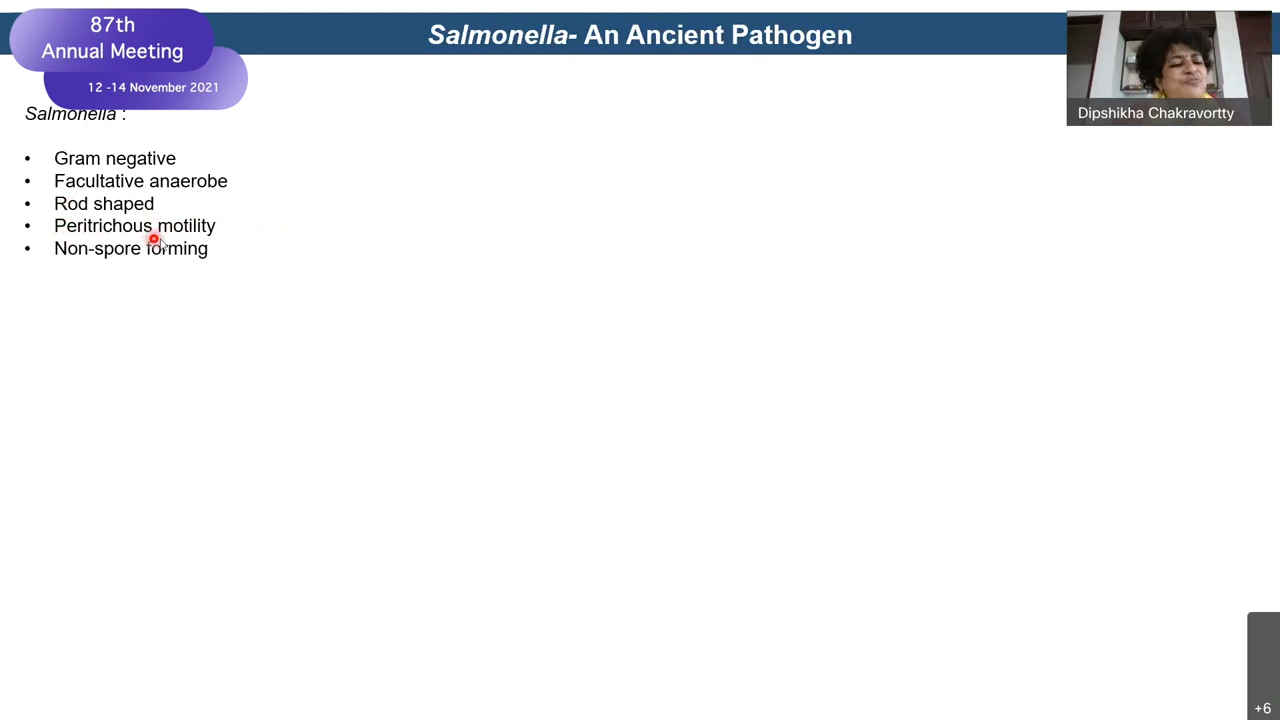 87th
Annual Meeting
12 -14 November 2021
Salmonella- An Ancient Pathogen
Dipshikha Chakravortty
Salmonella :
• Gram negative
• Facultative anaerobe
• Rod shaped
• Peritrichous motility
• Non-spore forming
+6